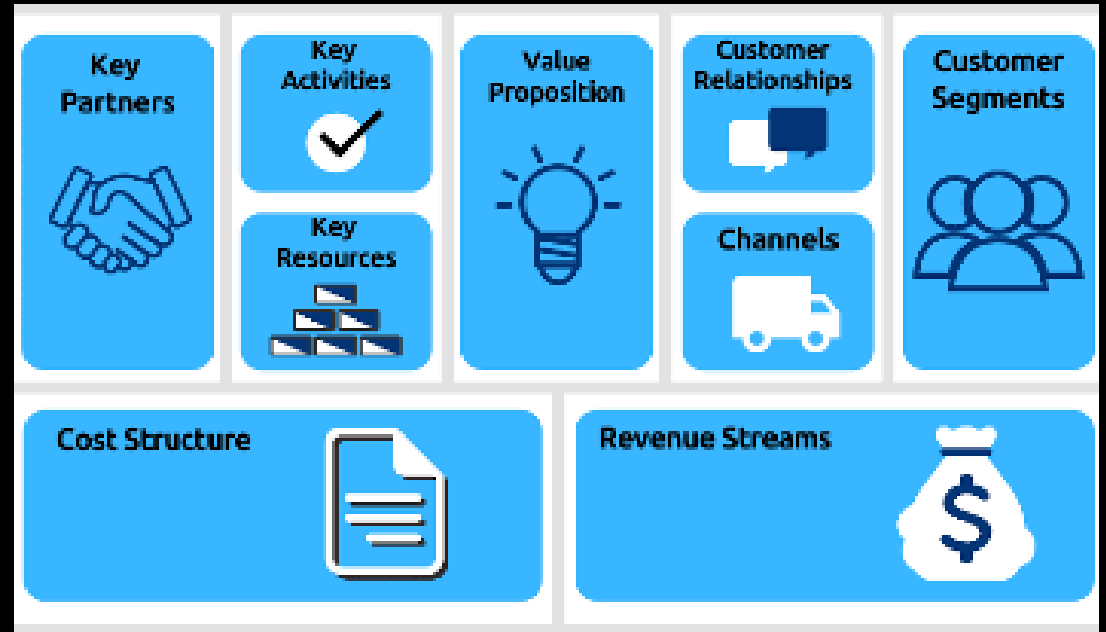 Key
Partners
Key
Activities
Key
Resources
Value
Proposition
Customer
Relationships
Channels
Customer
Segments
Cost Structure
Revenue Streams
$